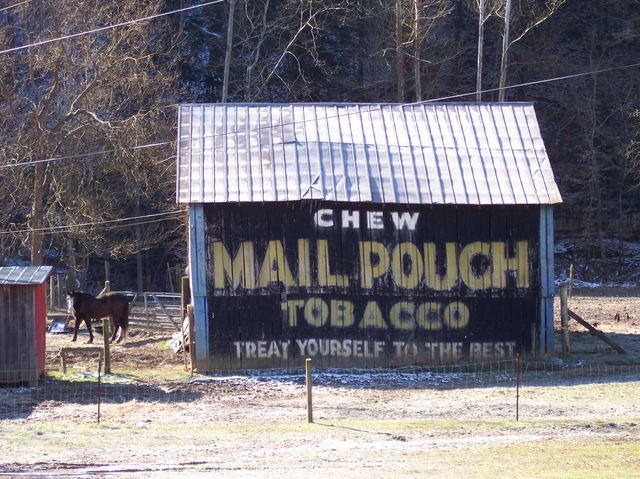 CHEW
MAIL POUCH
TOBACCO
TREAT YOURSELF TO THE BEST